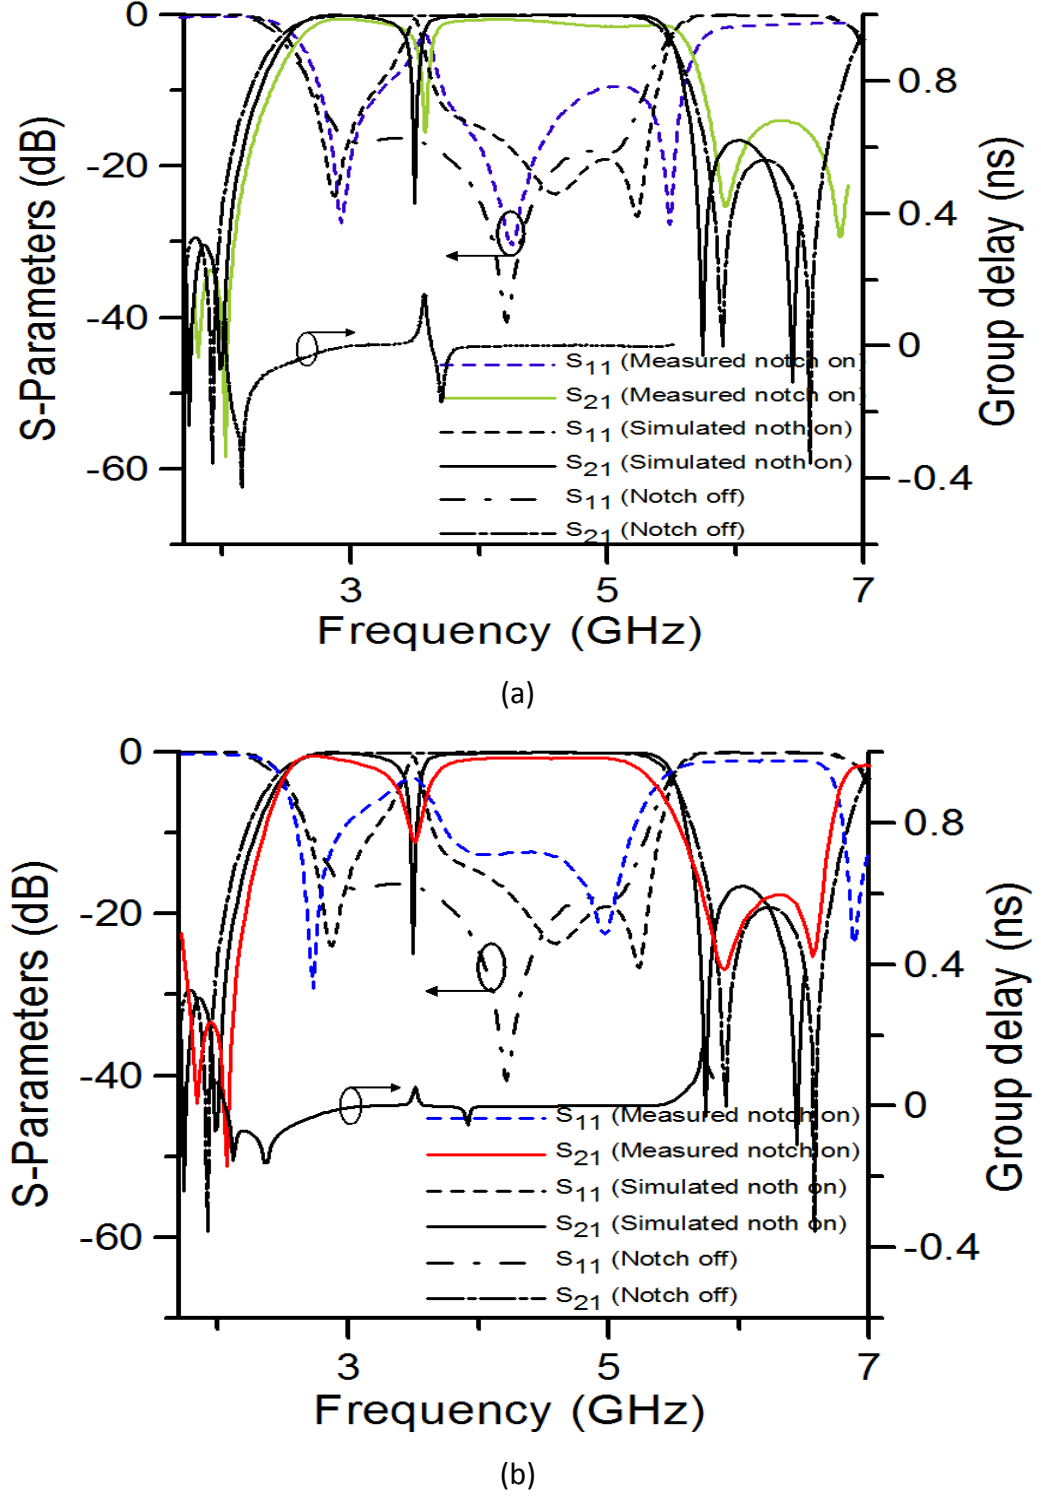 0
-20
-40
-60
S-Parameters (dB)
0.8
0.4
0
-0.4
Group delay (ns)
S11 (Measured notch on)
S21 (Measured notch on)
S11 (Simulated noth on)
S21 (Simulated noth on)
S11 (Notch off)
S21 (Notch off)
3 5 7
Frequency (GHz)
(a)
0
-20
-40
-60
S-Parameters (dB)
0.8
0.4
0
-0.4
Group delay (ns)
S11 (Measured notch on)
S21 (Measured notch on)
S11 (Simulated noth on)
S21 (Simulated noth on)
S11 (Notch off)
S21 (Notch off)
3 5 7
Frequency (GHz)
(b)